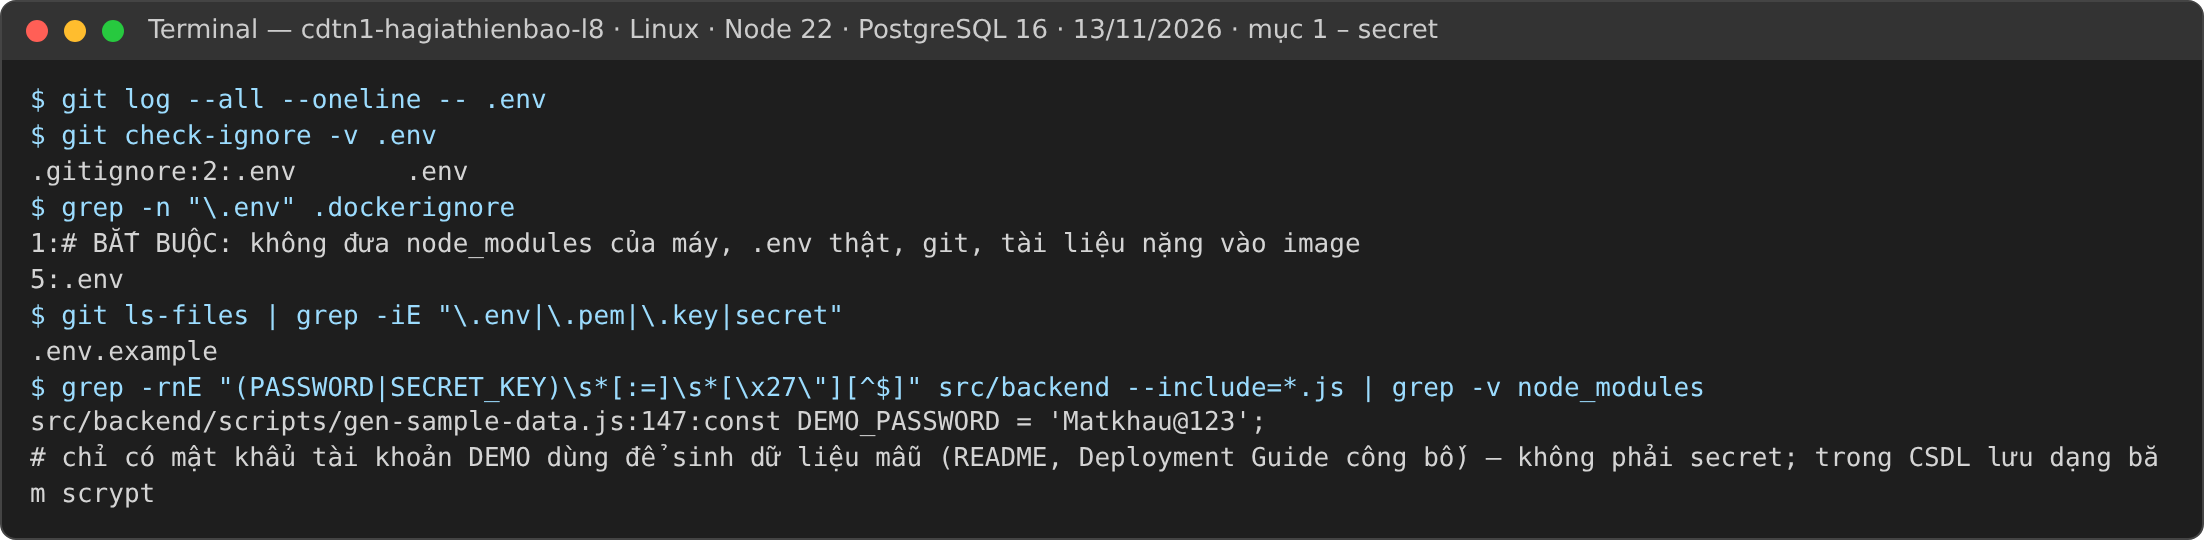 Terminal — cdtn1-hagiathienbao-l8 · Linux · Node 22 · PostgreSQL 16 · 13/11/2026 · mục 1 – secret
$ git log --all --oneline -- .env
$ git check-ignore -v .env
.gitignore:2:.env       .env
$ grep -n "\.env" .dockerignore
1:# BẮT BUỘC: không đưa node_modules của máy, .env thật, git, tài liệu nặng vào image
5:.env
$ git ls-files | grep -iE "\.env|\.pem|\.key|secret"
.env.example
$ grep -rnE "(PASSWORD|SECRET_KEY)\s*[:=]\s*[\x27\"][^$]" src/backend --include=*.js | grep -v node_modules
src/backend/scripts/gen-sample-data.js:147:const DEMO_PASSWORD = 'Matkhau@123';
# chỉ có mật khẩu tài khoản DEMO dùng để sinh dữ liệu mẫu (README, Deployment Guide công bố) — không phải secret; trong CSDL lưu dạng bă
m scrypt